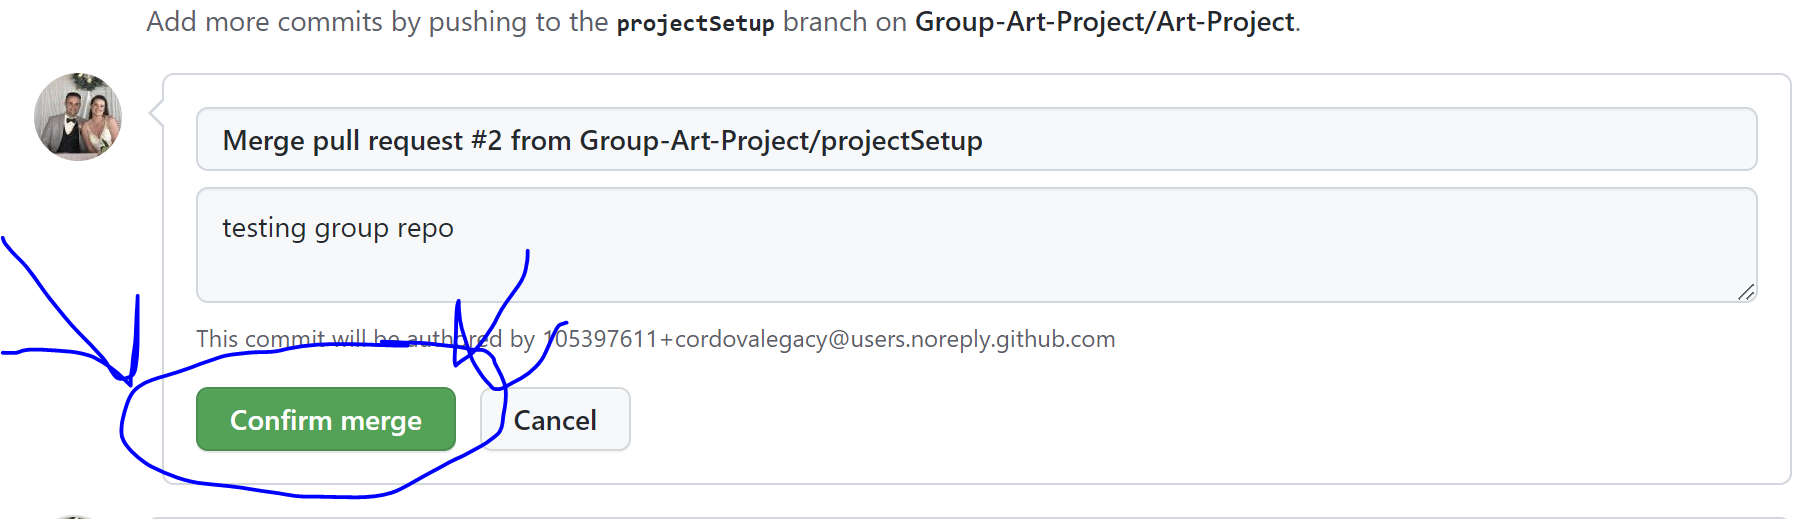 Add more commits by pushing to the projectSetup branch on Group-Art-Project/Art-Project.
Merge pull request #2 from Group-Art-Project/projectSetup
testing group repo
This commit will be authored by 105397611+cordovalegacy@users.noreply.github.com
Confirm merge
Cancel